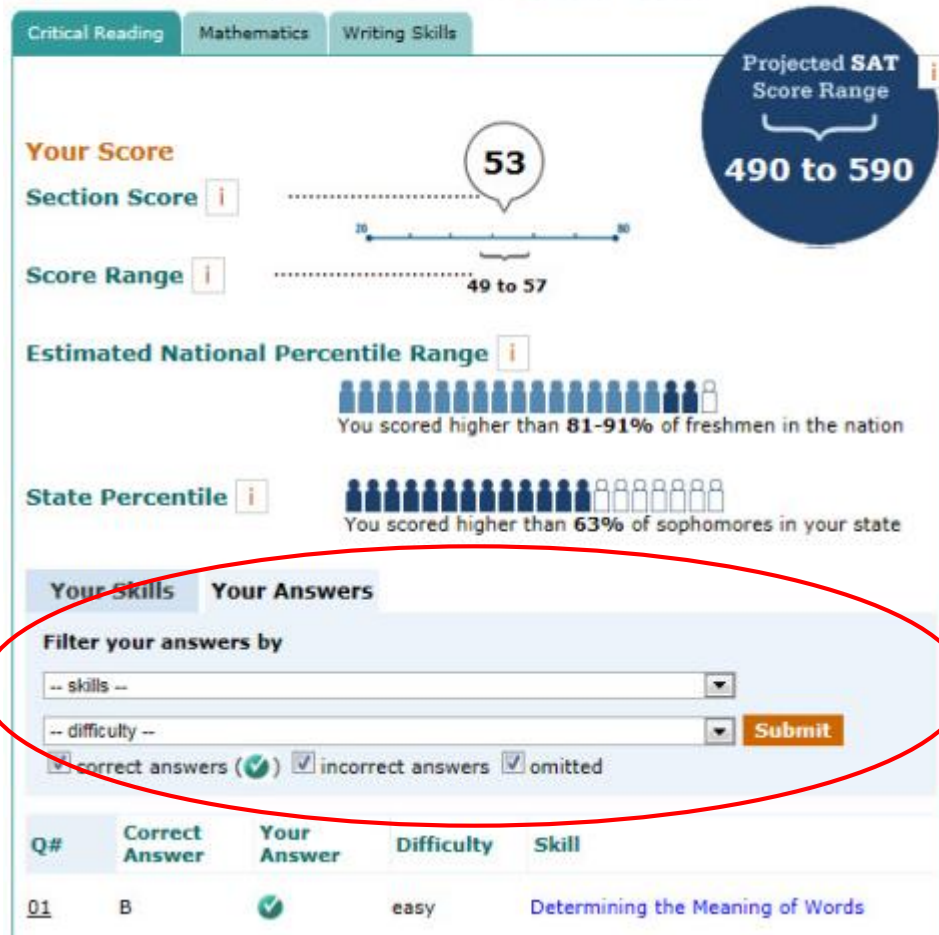 Critical Reading Mathematics Writing Skills
Projected SAT
Score Range
490 to 590
i
Your Score
53
Section Score i
20 80
Score Range i
49 to 57
Estimated National Percentile Range i
You scored higher than 81-91% of freshmen in the nation
State Percentile i
You scored higher than 63% of sophomores in your state
Your Skills Your Answers
Filter your answers by
-- skills --
-- difficulty -- Submit
correct answers ( ) incorrect answers omitted
Q# Correct Answer Your Answer Difficulty Skill
01 B easy Determining the Meaning of Words